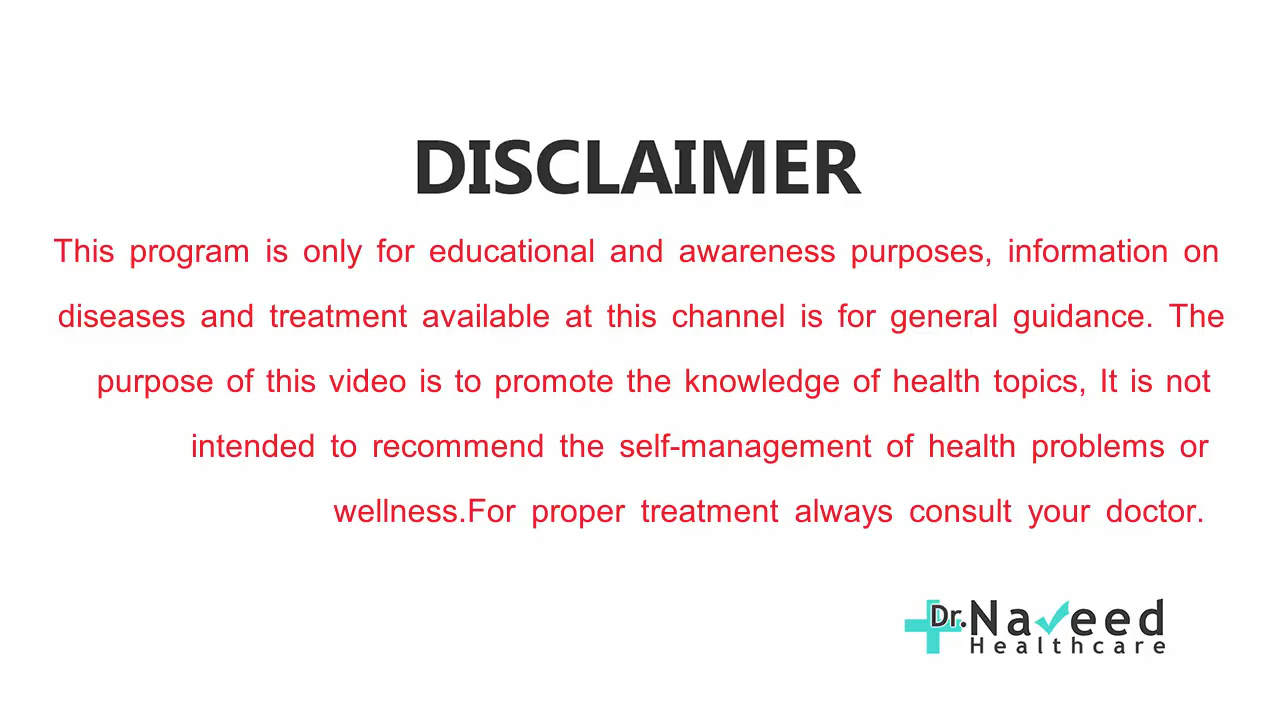 DISCLAIMER
This program is only for educational and awareness purposes, information on
diseases and treatment available at this channel is for general guidance. The
purpose of this video is to promote the knowledge of health topics, It is not
intended to recommend the self-management of health problems or
wellness.For proper treatment always consult your doctor.
Dr.Naveed
Healthcare